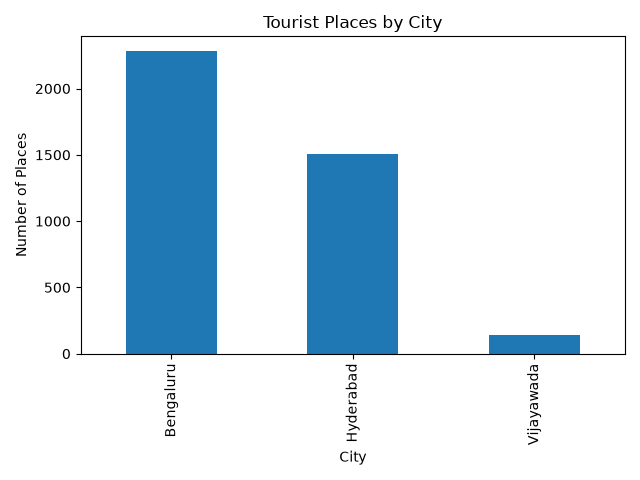 Tourist Places by City
Number of Places
2000
1500
1000
500
0
Bengaluru
Hyderabad
Vijayawada
City